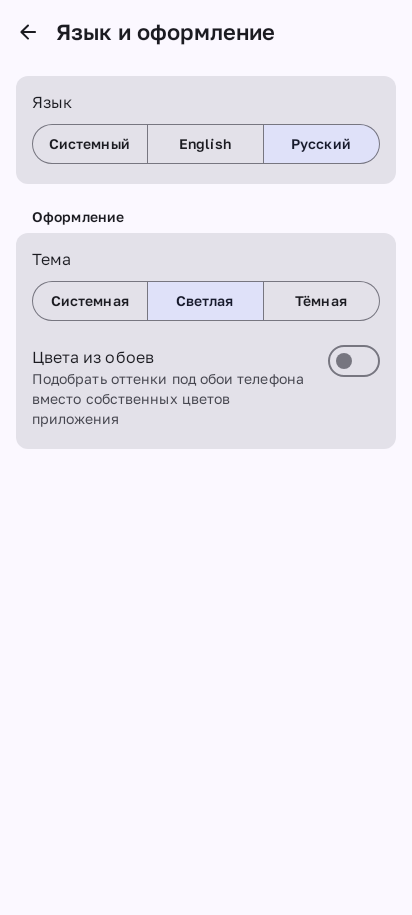 Язык и оформление
Язык
Системный English Русский
Оформление
Тема
Системная Светлая Тёмная
Цвета из обоев
Подобрать оттенки под обои телефона
вместо собственных цветов
приложения